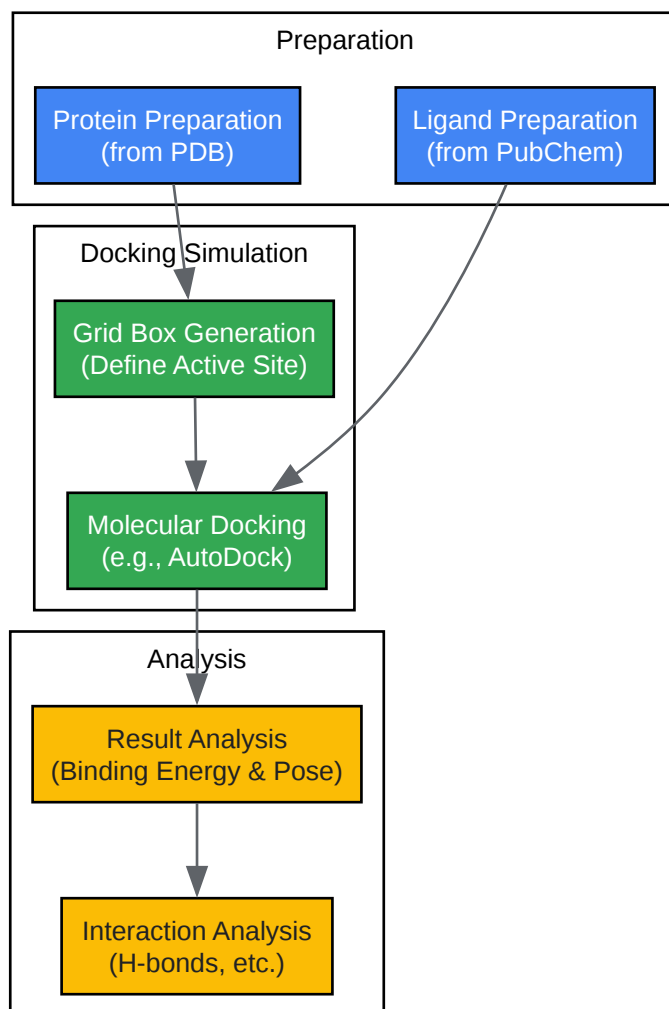 Preparation
Protein Preparation
(from PDB)
Ligand Preparation
(from PubChem)
Docking Simulation
Grid Box Generation
(Define Active Site)
Molecular Docking
(e.g., AutoDock)
Analysis
Result Analysis
(Binding Energy & Pose)
Interaction Analysis
(H-bonds, etc.)